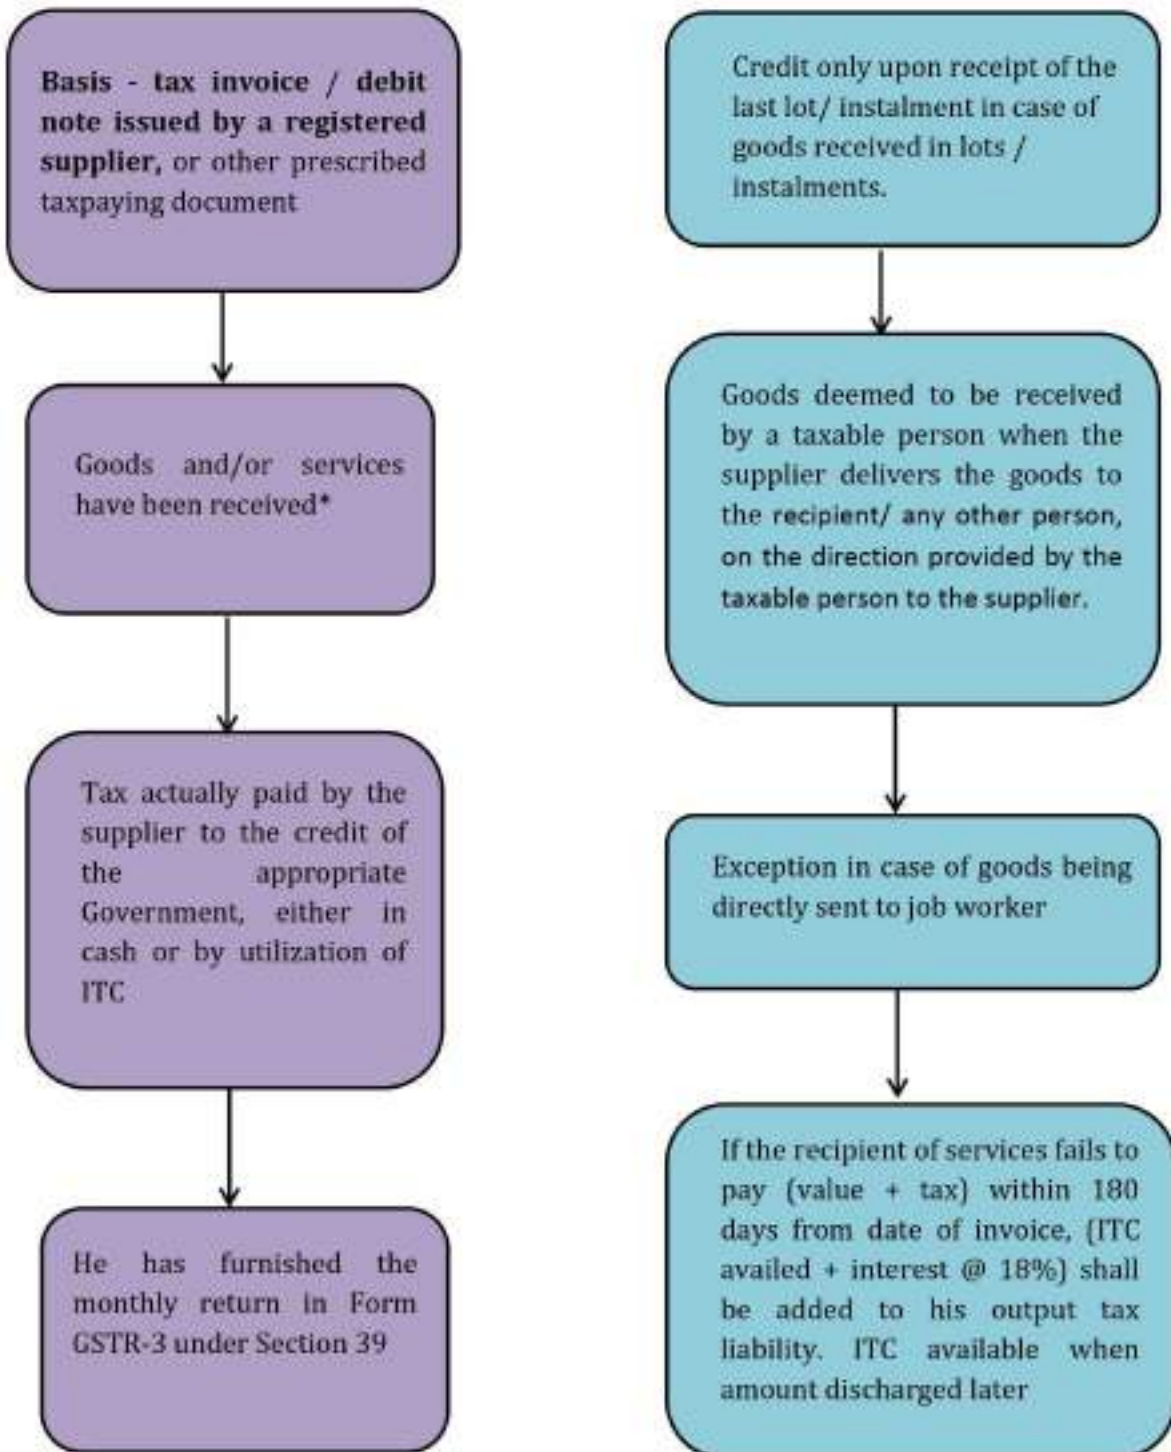 Basis - tax invoice / debit
note issued by a registered
supplier, or other prescribed
taxpaying document
Goods and/or services
have been received*
Tax actually paid by the
supplier to the credit of
the appropriate
Government, either in
cash or by utilization of
ITC
He has furnished the
monthly return in Form
GSTR-3 under Section 39
Credit only upon receipt of the
last lot/ instalment in case of
goods received in lots /
instalments.
Goods deemed to be received
by a taxable person when the
supplier delivers the goods to
the recipient/ any other person,
on the direction provided by the
taxable person to the supplier.
Exception in case of goods being
directly sent to job worker
If the recipient of services fails to
pay (value + tax) within 180
days from date of invoice, (ITC
availed + interest @ 18%) shall
be added to his output tax
liability. ITC available when
amount discharged later